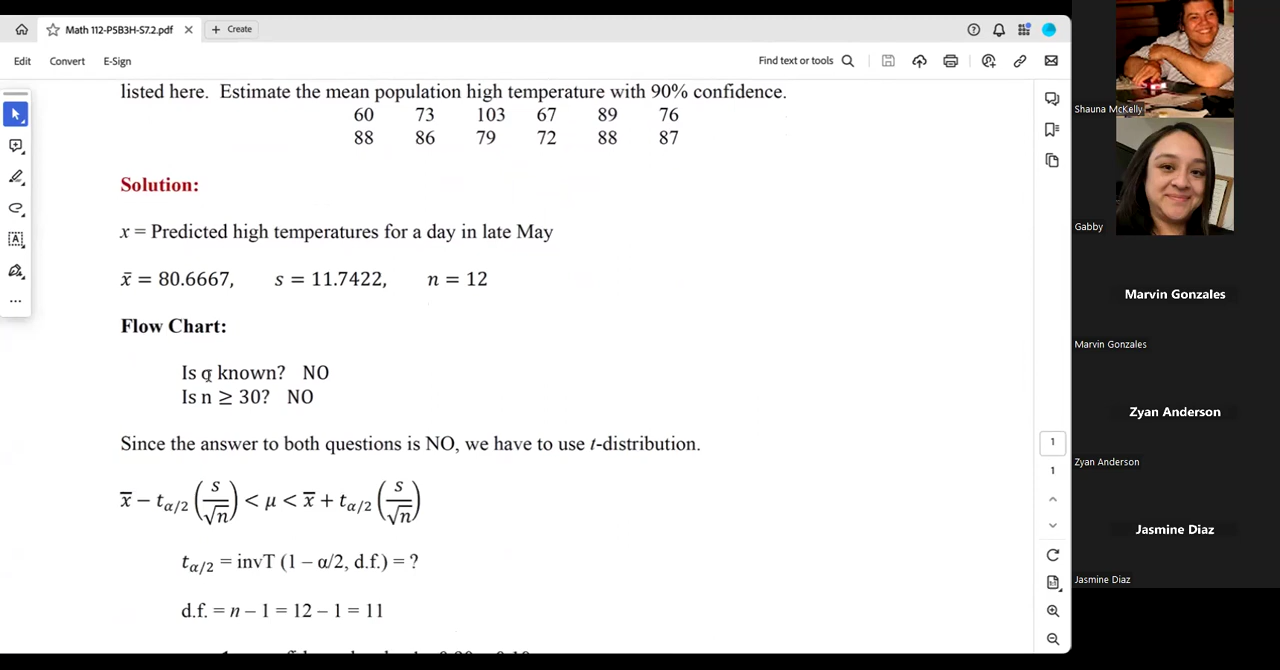 Math 112-P5B3H-S7.2.pdf
Create
Edit
Convert
E-Sign
Find text or tools
listed here. Estimate the mean population high temperature with 90% confidence.
60 73 103 67 89 76
88 86 79 72 88 87
Solution:
x = Predicted high temperatures for a day in late May
x̄ = 80.6667, s = 11.7422, n = 12
Flow Chart:
Is σ known? NO
Is n ≥ 30? NO
Since the answer to both questions is NO, we have to use t-distribution.
x̄ − t_{α/2} (s/√n) < μ < x̄ + t_{α/2} (s/√n)
t_{α/2} = invT (1 – α/2, d.f.) = ?
d.f. = n – 1 = 12 – 1 = 11
1
1
Shauna McKelly
Gabby
Marvin Gonzales
Marvin Gonzales
Zyan Anderson
Zyan Anderson
Jasmine Diaz
Jasmine Diaz